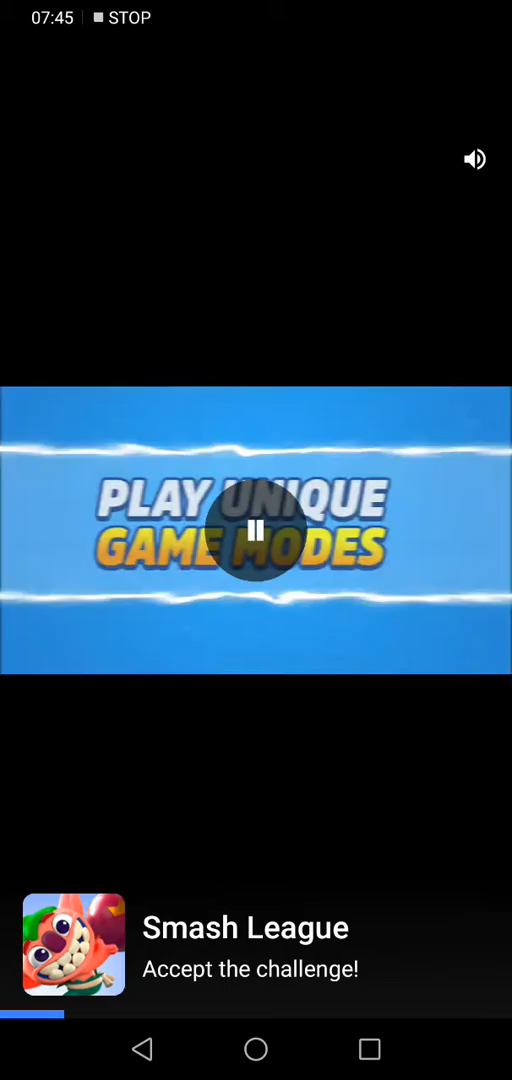 07:45 STOP
PLAY UNIQUE
GAME MODES
Smash League
Accept the challenge!